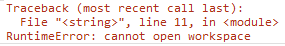 Traceback (most recent call last):
  File "<string>", line 11, in <module>
RuntimeError: cannot open workspace